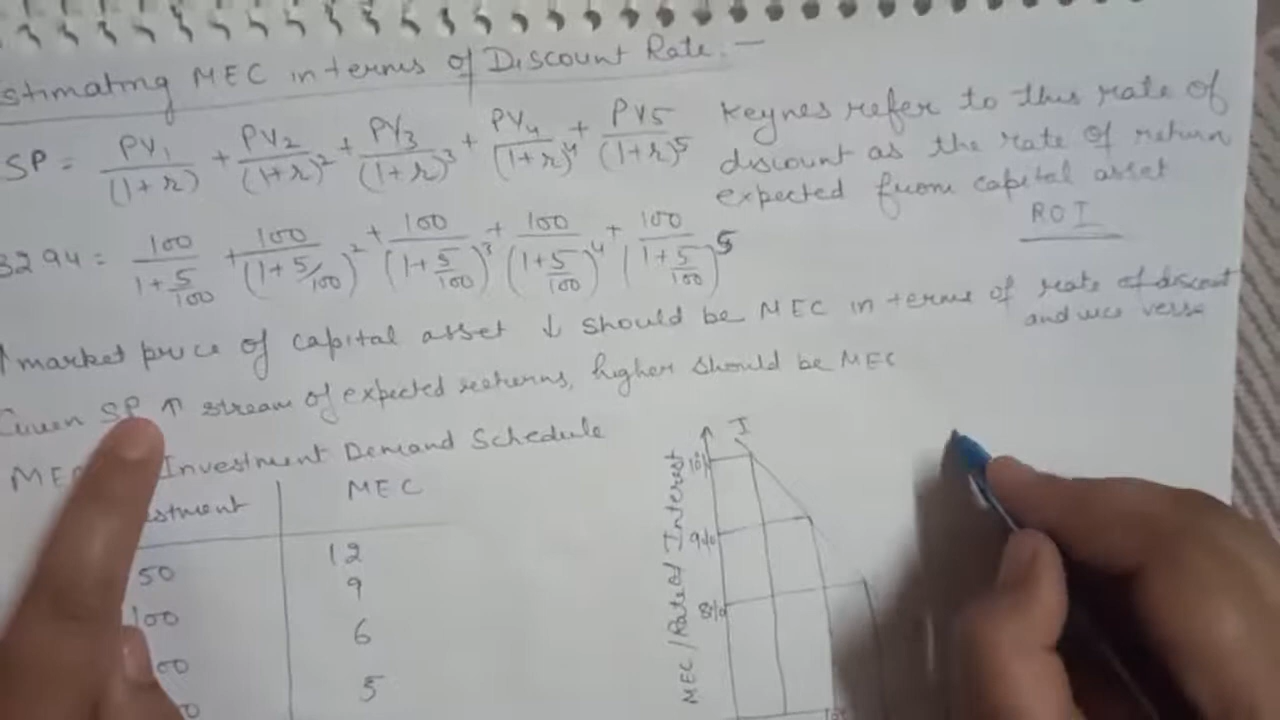 stimating MEC in terms of Discount Rate. —
SP = PV1/(1+r) + PV2/(1+r)^2 + PV3/(1+r)^3 + PV4/(1+r)^4 + PV5/(1+r)^5
Keynes refer to this rate of
discount as the rate of return
expected from capital asset
ROI
3294 = 100/1+5/100 + 100/(1+5/100)^2 + 100/(1+5/100)^3 + 100/(1+5/100)^4 + 100/(1+5/100)^5
↑ market price of capital asset ↓ should be MEC in terms of rate of discount
and vice versa
Given SP ↑ stream of expected returns, higher should be MEC
ME Investment Demand Schedule
estment MEC
50 12
100 9
00 6
0 5
I
10%
9%
8%
MEC / Rate of Interest